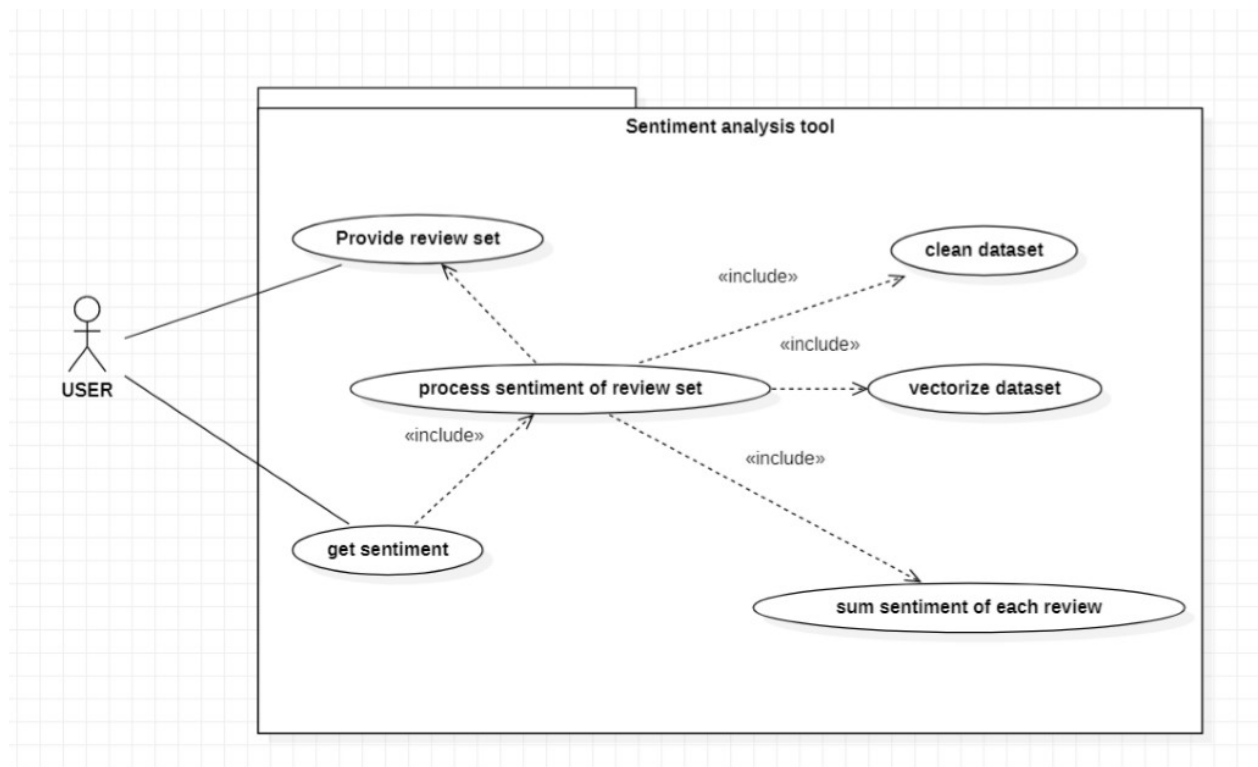 Sentiment analysis tool
Provide review set
clean dataset
«include»
«include»
USER
process sentiment of review set
vectorize dataset
«include»
«include»
get sentiment
sum sentiment of each review